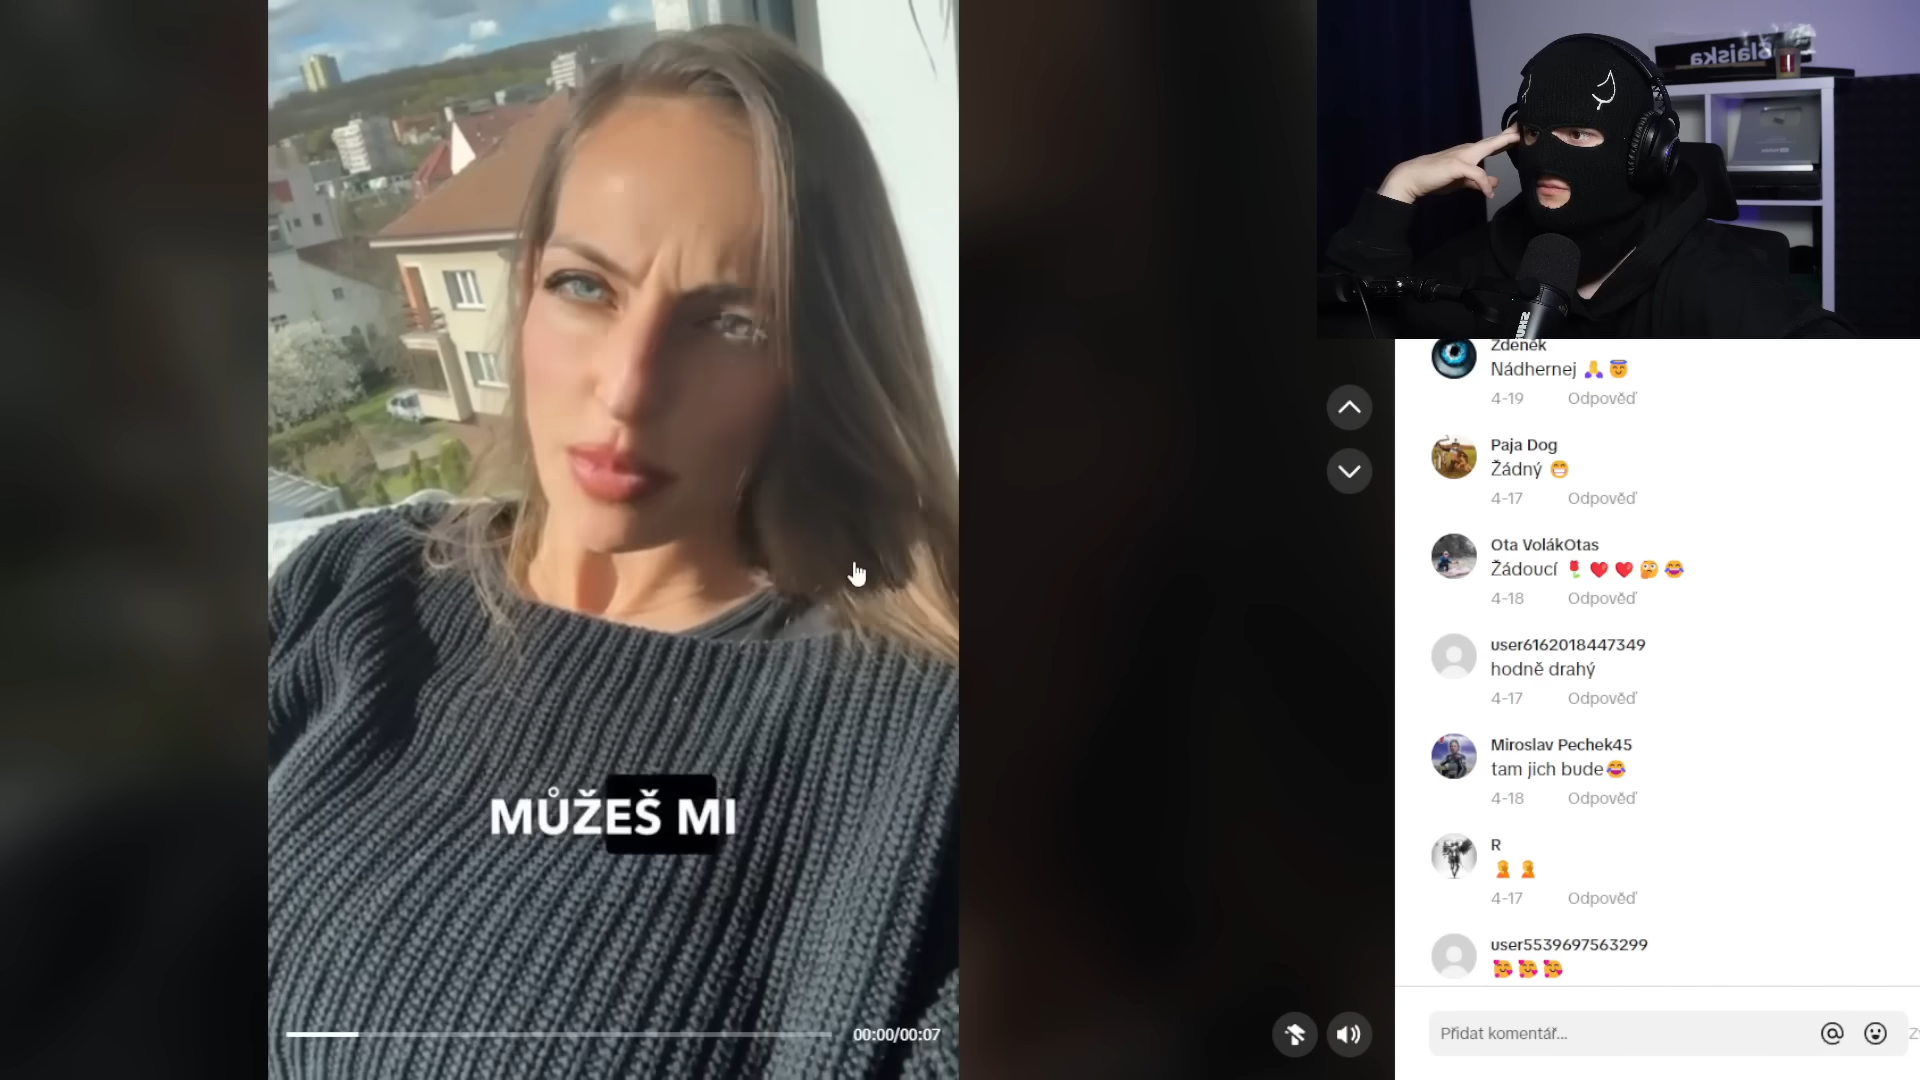 Blajska
MŮŽEŠ MI
00:00/00:07
Zdeněk
Nádhernej 🙏 😇
4-19 Odpověď
Paja Dog
Žádný 😁
4-17 Odpověď
Ota VolákOtas
Žádoucí 🌷 ❤️ ❤️ 🤔 😂
4-18 Odpověď
user6162018447349
hodně drahý
4-17 Odpověď
Miroslav Pechek45
tam jich bude😂
4-18 Odpověď
R
🤦 🤦
4-17 Odpověď
user5539697563299
🥰 🥰 🥰
Přidat komentář...